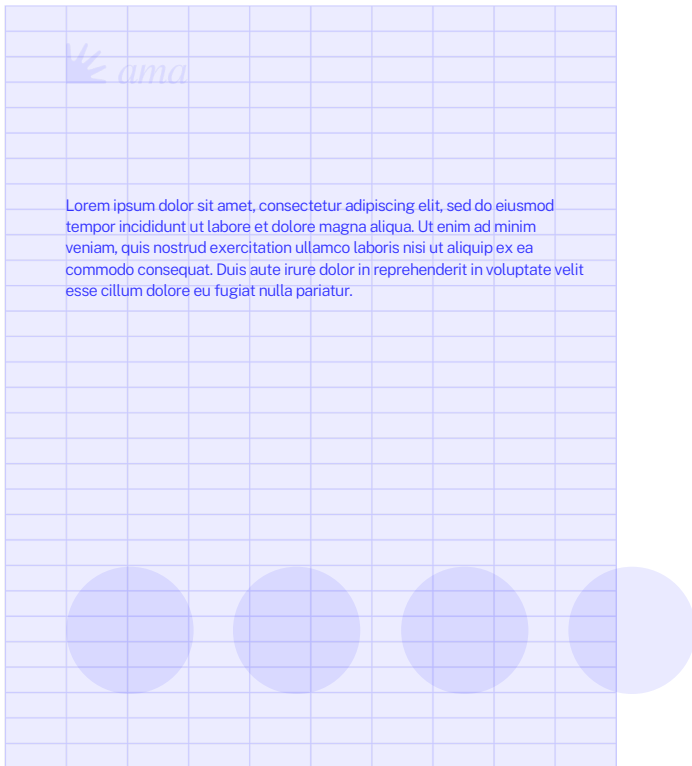 ama
Lorem ipsum dolor sit amet, consectetur adipiscing elit, sed do eiusmod
tempor incididunt ut labore et dolore magna aliqua. Ut enim ad minim
veniam, quis nostrud exercitation ullamco laboris nisi ut aliquip ex ea
commodo consequat. Duis aute irure dolor in reprehenderit in voluptate velit
esse cillum dolore eu fugiat nulla pariatur.